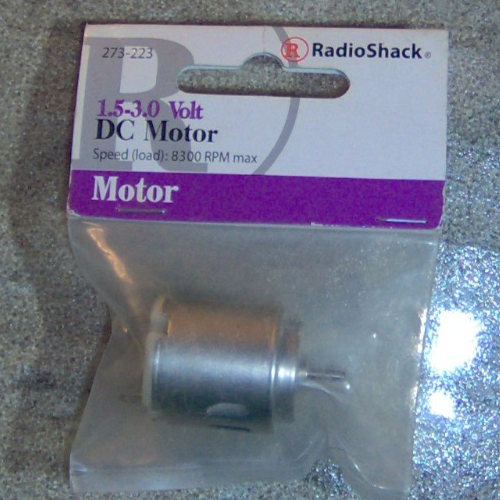 273-223
R RadioShack®
1.5-3.0 Volt
DC Motor
Speed (load): 8300 RPM max
Motor